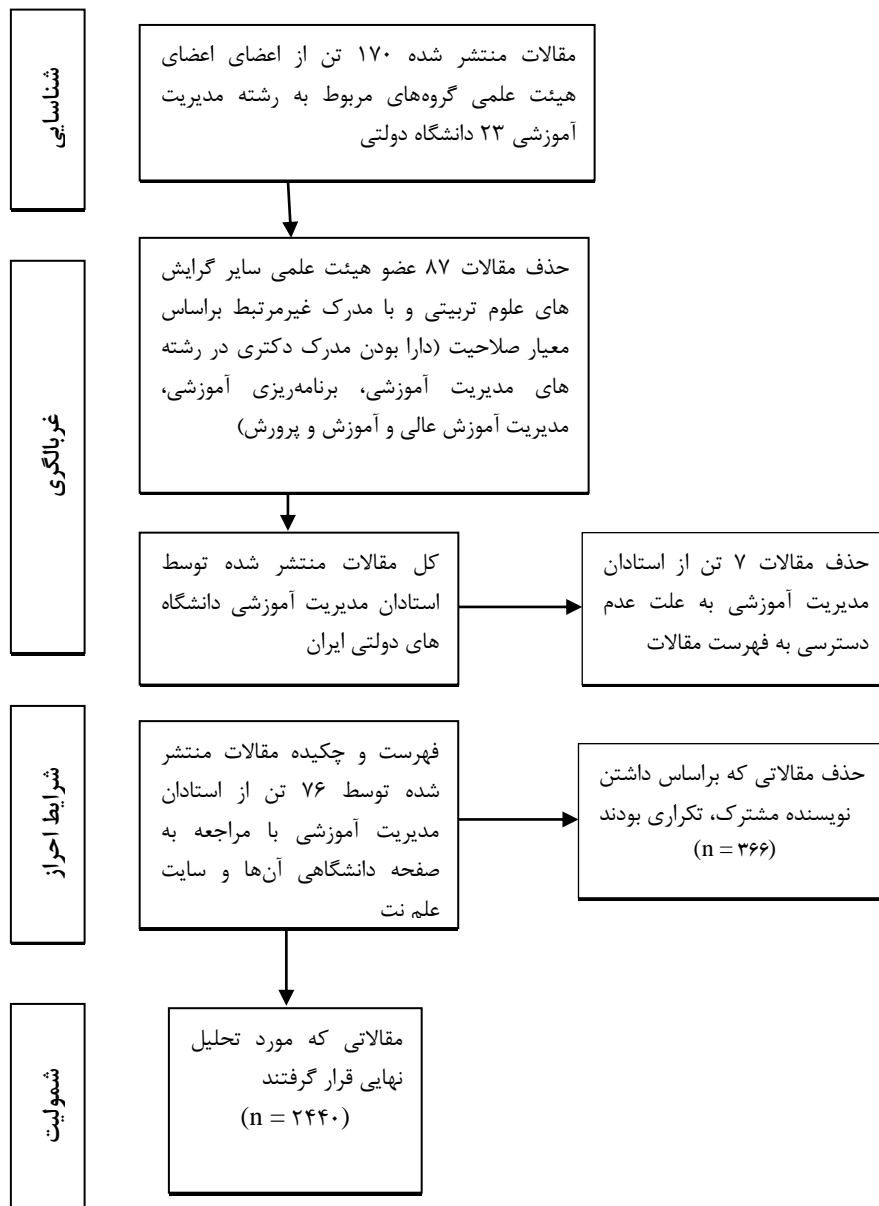 شناسایی
مقالات منتشر شده ۱۷۰ تن از اعضای اعضای
هیئت علمی گروه‌های مربوط به رشته مدیریت
آموزشی ۲۳ دانشگاه دولتی
غربالگری
حذف مقالات ۸۷ عضو هیئت علمی سایر گرایش
های علوم تربیتی و با مدرک غیرمرتبط براساس
معیار صلاحیت (دارا بودن مدرک دکتری در رشته
های مدیریت آموزشی، برنامه‌ریزی آموزشی،
مدیریت آموزش عالی و آموزش و پرورش)
کل مقالات منتشر شده توسط
استادان مدیریت آموزشی دانشگاه
های دولتی ایران
حذف مقالات ۷ تن از استادان
مدیریت آموزشی به علت عدم
دسترسی به فهرست مقالات
شرایط احراز
فهرست و چکیده مقالات منتشر
شده توسط ۷۶ تن از استادان
مدیریت آموزشی با مراجعه به
صفحه دانشگاهی آن‌ها و سایت
علم نت
حذف مقالاتی که براساس داشتن
نویسنده مشترک، تکراری بودند
(n = ۳۶۶)
شمولیت
مقالاتی که مورد تحلیل
نهایی قرار گرفتند
(n = ۲۴۴۰)